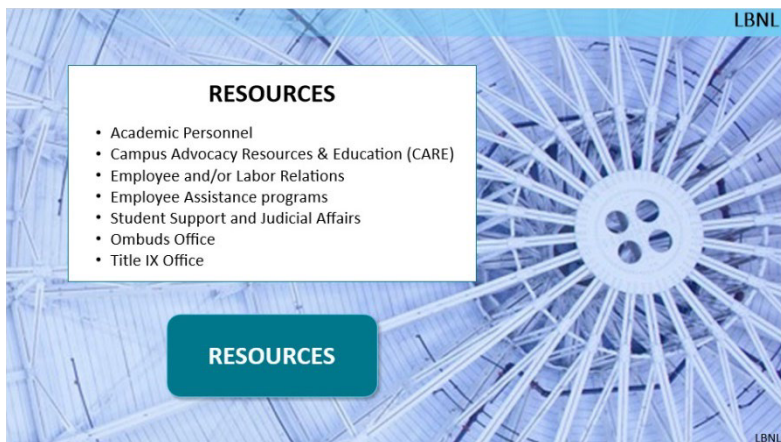 LBNL
RESOURCES
• Academic Personnel
• Campus Advocacy Resources & Education (CARE)
• Employee and/or Labor Relations
• Employee Assistance programs
• Student Support and Judicial Affairs
• Ombuds Office
• Title IX Office
RESOURCES
LBNL